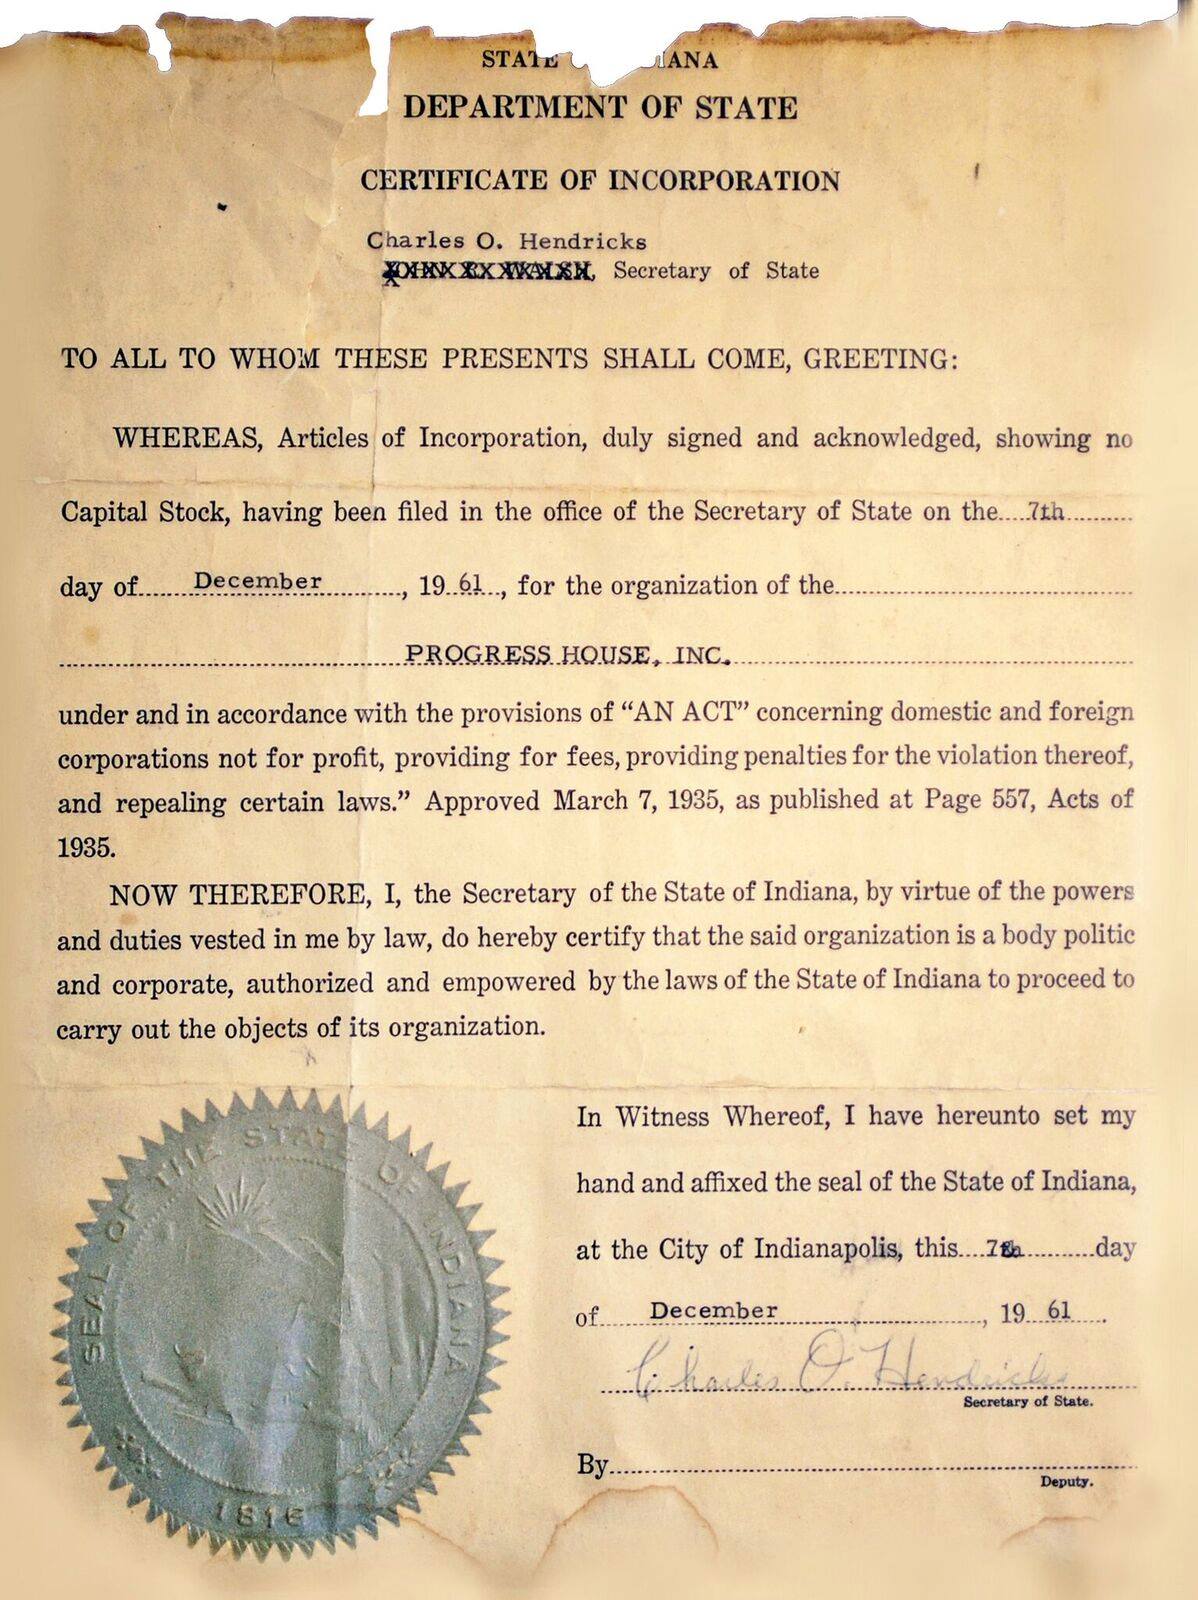 STATE IANA
DEPARTMENT OF STATE
CERTIFICATE OF INCORPORATION
Charles O. Hendricks
Secretary of State
TO ALL TO WHOM THESE PRESENTS SHALL COME, GREETING:
WHEREAS, Articles of Incorporation, duly signed and acknowledged, showing no
Capital Stock, having been filed in the office of the Secretary of State on the....7th..........
day of.......December..........., 19..61..., for the organization of the..........................................
PROGRESS HOUSE, INC.
under and in accordance with the provisions of “AN ACT” concerning domestic and foreign
corporations not for profit, providing for fees, providing penalties for the violation thereof,
and repealing certain laws.” Approved March 7, 1935, as published at Page 557, Acts of
1935.
NOW THEREFORE, I, the Secretary of the State of Indiana, by virtue of the powers
and duties vested in me by law, do hereby certify that the said organization is a body politic
and corporate, authorized and empowered by the laws of the State of Indiana to proceed to
carry out the objects of its organization.
In Witness Whereof, I have hereunto set my
hand and affixed the seal of the State of Indiana,
at the City of Indianapolis, this....7th..........day
of.......December.........................., 19...61.....
Charles O. Hendricks
Secretary of State.
By..........................................................
Deputy.
SEAL OF THE STATE OF INDIANA
1816